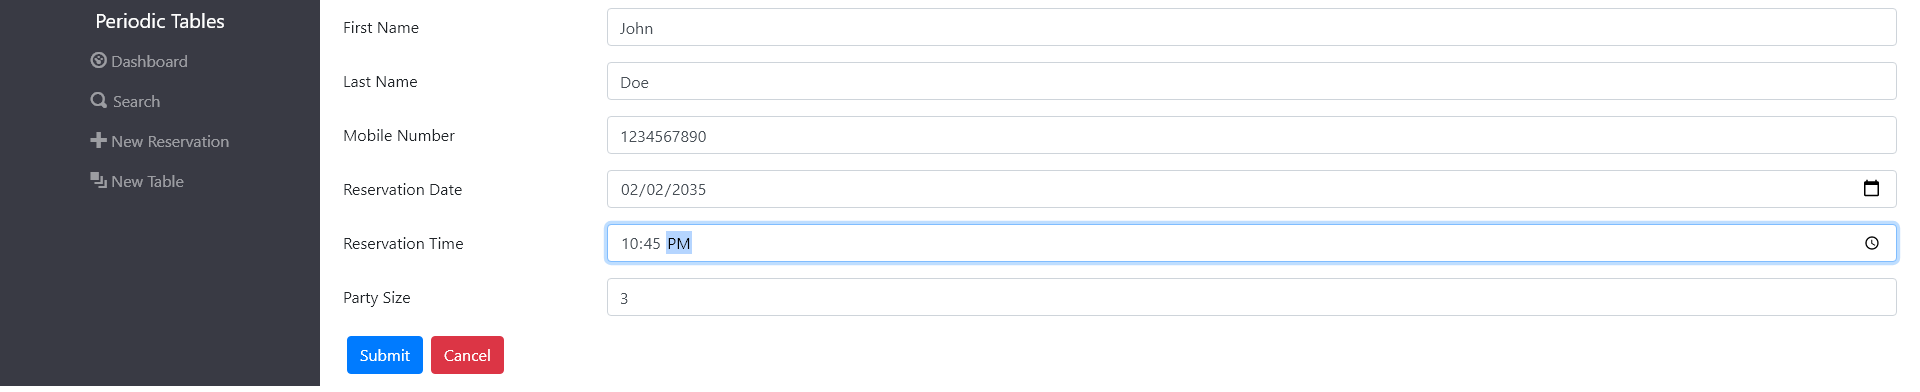 Periodic Tables
Dashboard
Search
New Reservation
New Table
First Name John
Last Name Doe
Mobile Number 1234567890
Reservation Date 02/02/2035
Reservation Time 10:45 PM
Party Size 3
Submit Cancel